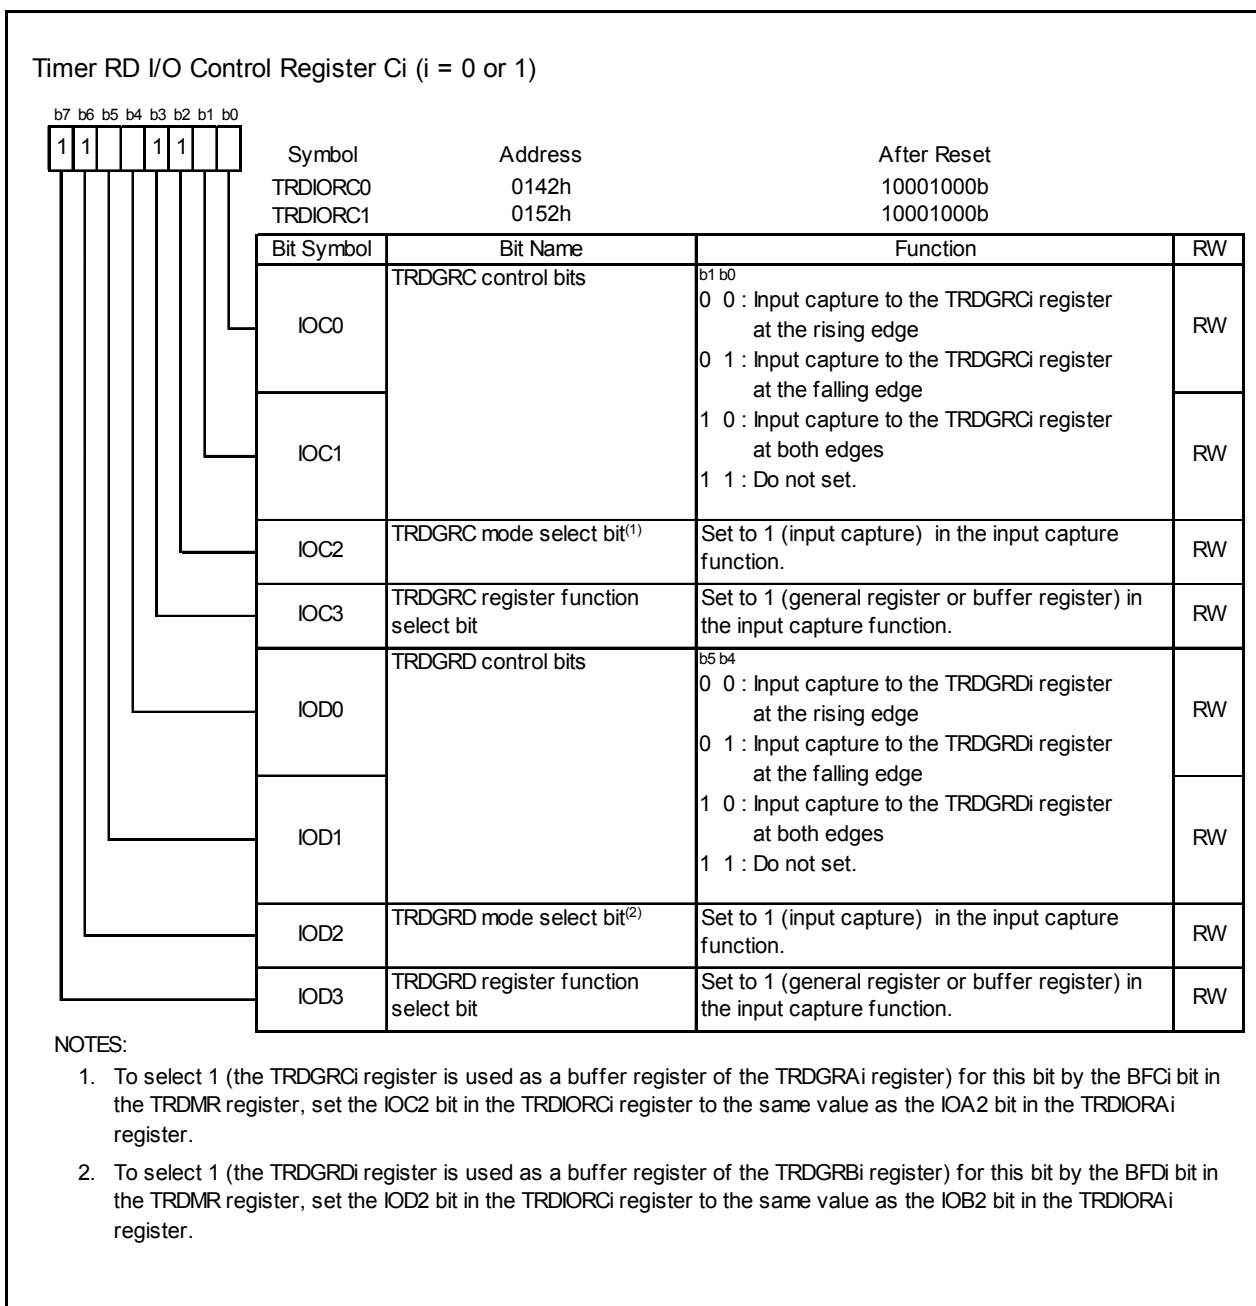 Timer RD I/O Control Register Ci (i = 0 or 1)
b7 b6 b5 b4 b3 b2 b1 b0
1 1 1 1
Symbol Address After Reset
TRDIORC0 0142h 10001000b
TRDIORC1 0152h 10001000b
Bit Symbol Bit Name Function RW
IOC0 TRDGRC control bits b1 b0
0 0 : Input capture to the TRDGRCi register
at the rising edge RW
0 1 : Input capture to the TRDGRCi register
at the falling edge
IOC1 1 0 : Input capture to the TRDGRCi register
at both edges RW
1 1 : Do not set.
IOC2 TRDGRC mode select bit(1) Set to 1 (input capture) in the input capture
function. RW
IOC3 TRDGRC register function
select bit Set to 1 (general register or buffer register) in
the input capture function. RW
IOD0 TRDGRD control bits b5 b4
0 0 : Input capture to the TRDGRDi register
at the rising edge RW
0 1 : Input capture to the TRDGRDi register
at the falling edge
IOD1 1 0 : Input capture to the TRDGRDi register
at both edges RW
1 1 : Do not set.
IOD2 TRDGRD mode select bit(2) Set to 1 (input capture) in the input capture
function. RW
IOD3 TRDGRD register function
select bit Set to 1 (general register or buffer register) in
the input capture function. RW
NOTES:
1. To select 1 (the TRDGRCi register is used as a buffer register of the TRDGRAi register) for this bit by the BFCi bit in
the TRDMR register, set the IOC2 bit in the TRDIORCi register to the same value as the IOA2 bit in the TRDIORAi
register.
2. To select 1 (the TRDGRDi register is used as a buffer register of the TRDGRBi register) for this bit by the BFDi bit in
the TRDMR register, set the IOD2 bit in the TRDIORCi register to the same value as the IOB2 bit in the TRDIORAi
register.